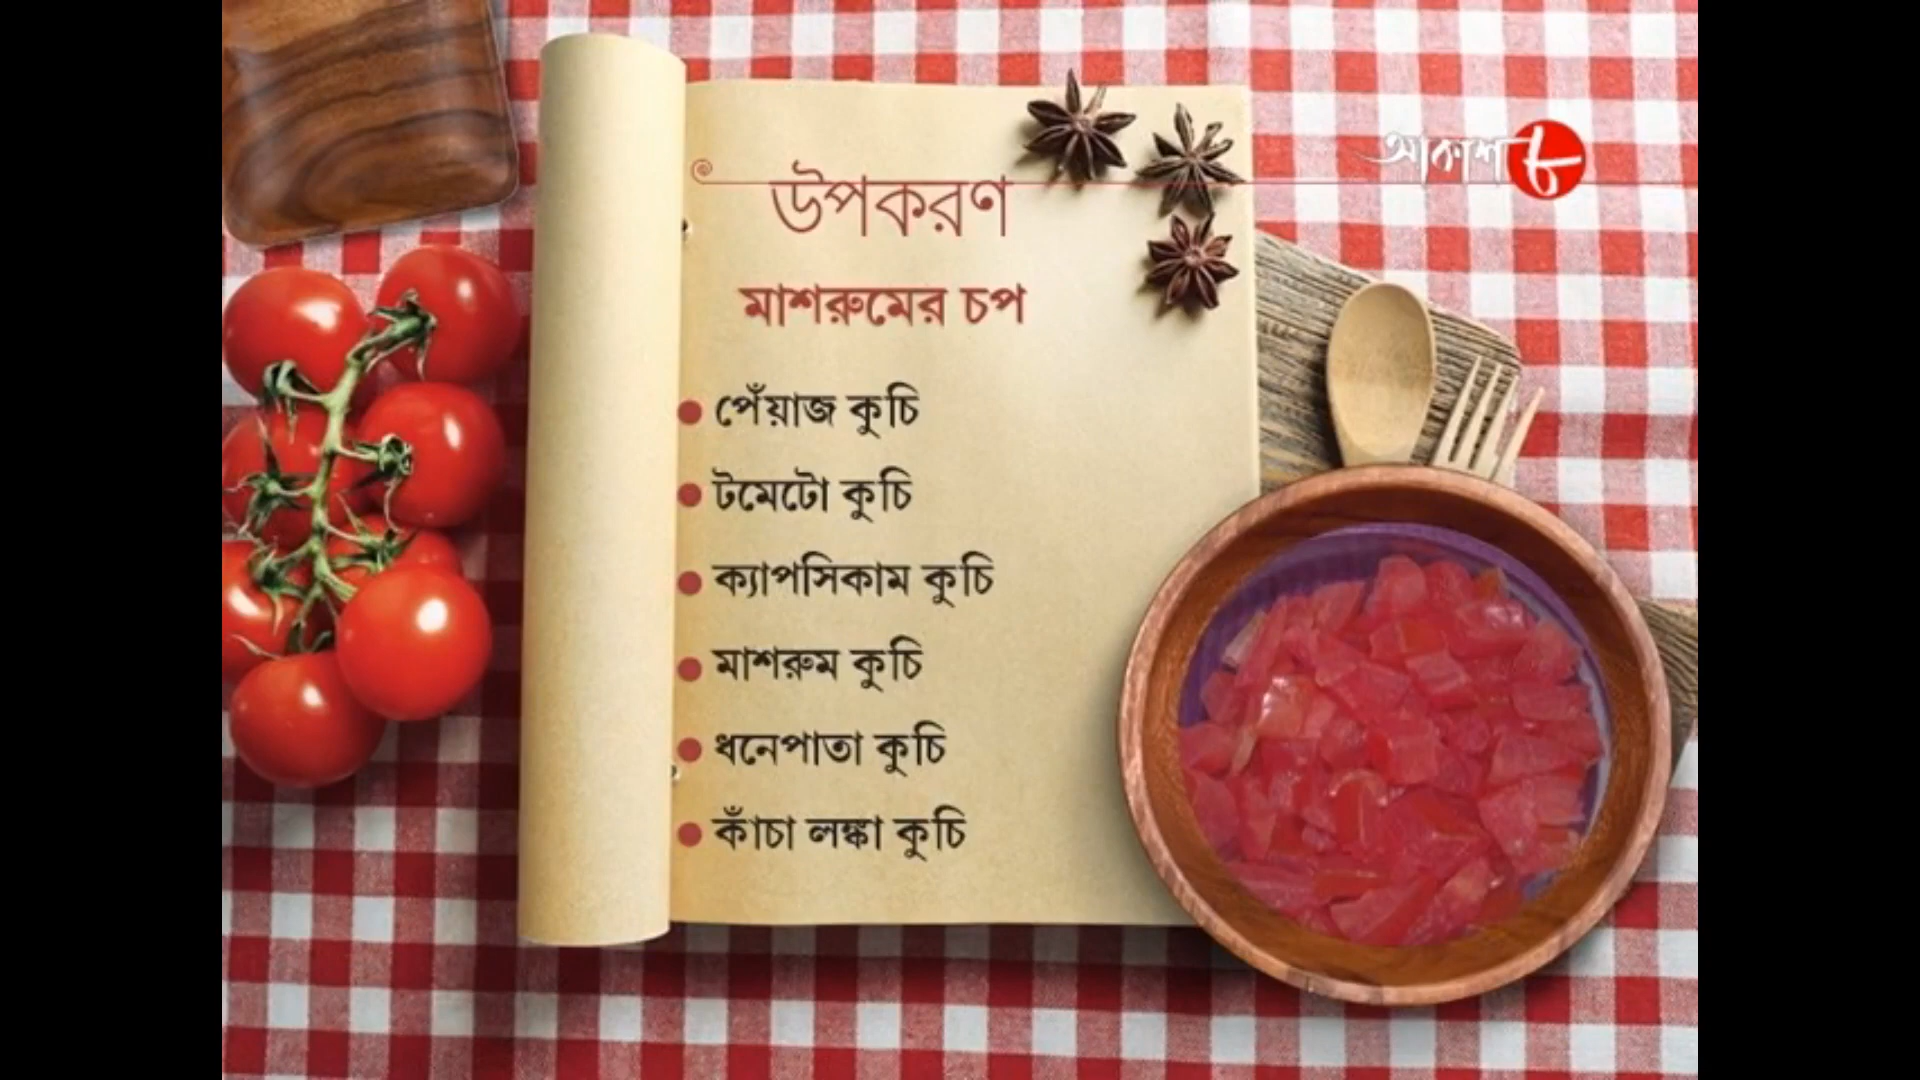 আকাশ ৮
উপকরণ
মাশরুমের চপ
পেঁয়াজ কুচি
টমেটো কুচি
ক্যাপসিকাম কুচি
মাশরুম কুচি
ধনেপাতা কুচি
কাঁচা লঙ্কা কুচি